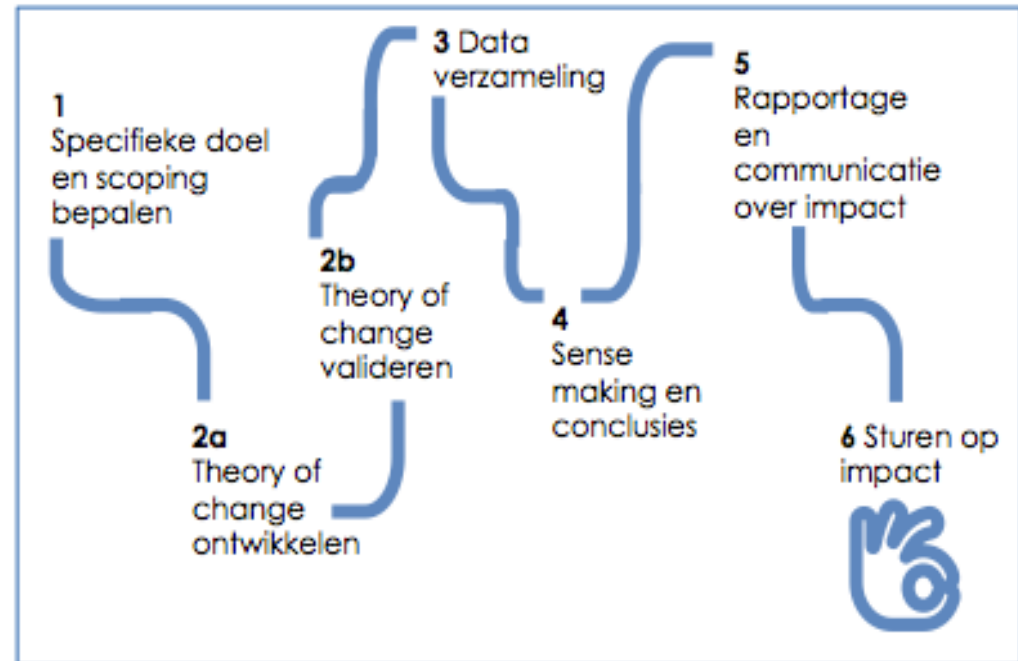 1
Specifieke doel
en scoping
bepalen
2a
Theory of
change
ontwikkelen
2b
Theory of
change
valideren
3 Data
verzameling
4
Sense
making en
conclusies
5
Rapportage
en
communicatie
over impact
6 Sturen op
impact